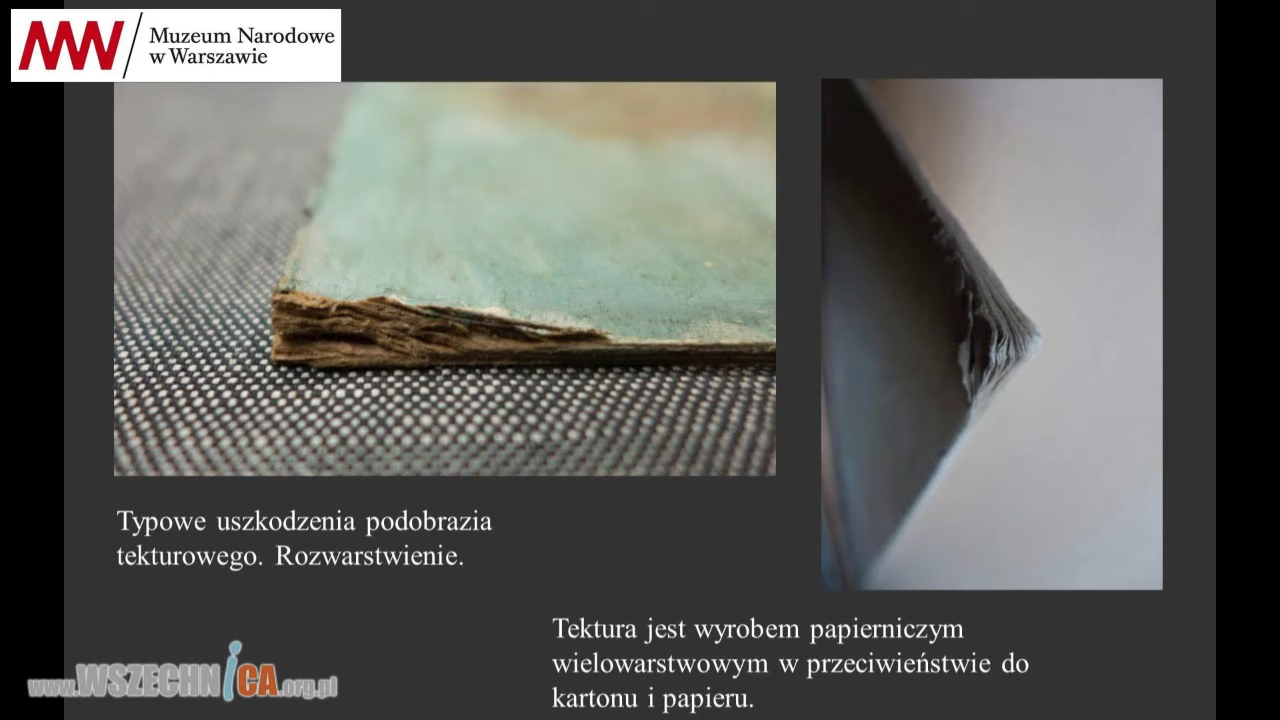 Muzeum Narodowe
w Warszawie
Typowe uszkodzenia podobrazia
tekturowego. Rozwarstwienie.
Tektura jest wyrobem papierniczym
wielowarstwowym w przeciwieństwie do
kartonu i papieru.
www.WSZECHNiCA.org.pl